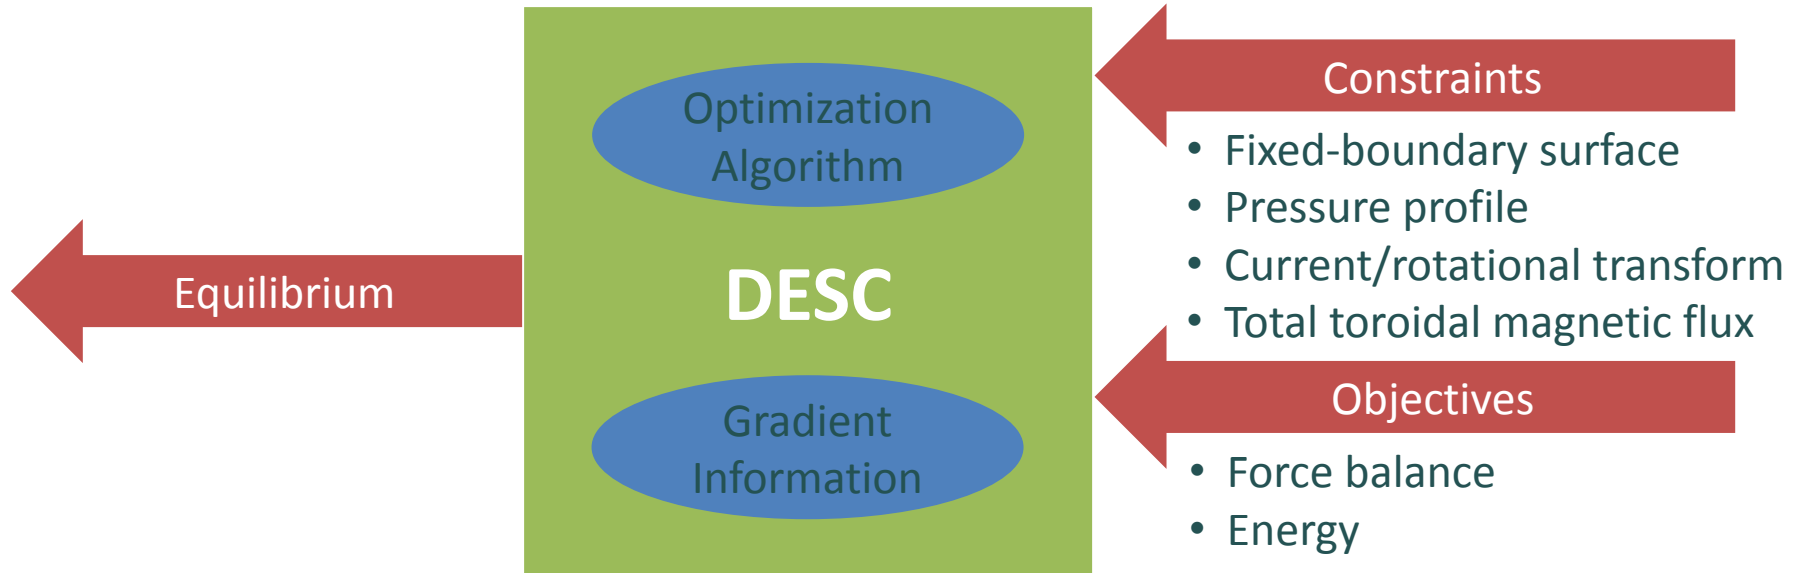 Equilibrium
Optimization
Algorithm
DESC
Gradient
Information
Constraints
• Fixed-boundary surface
• Pressure profile
• Current/rotational transform
• Total toroidal magnetic flux
Objectives
• Force balance
• Energy